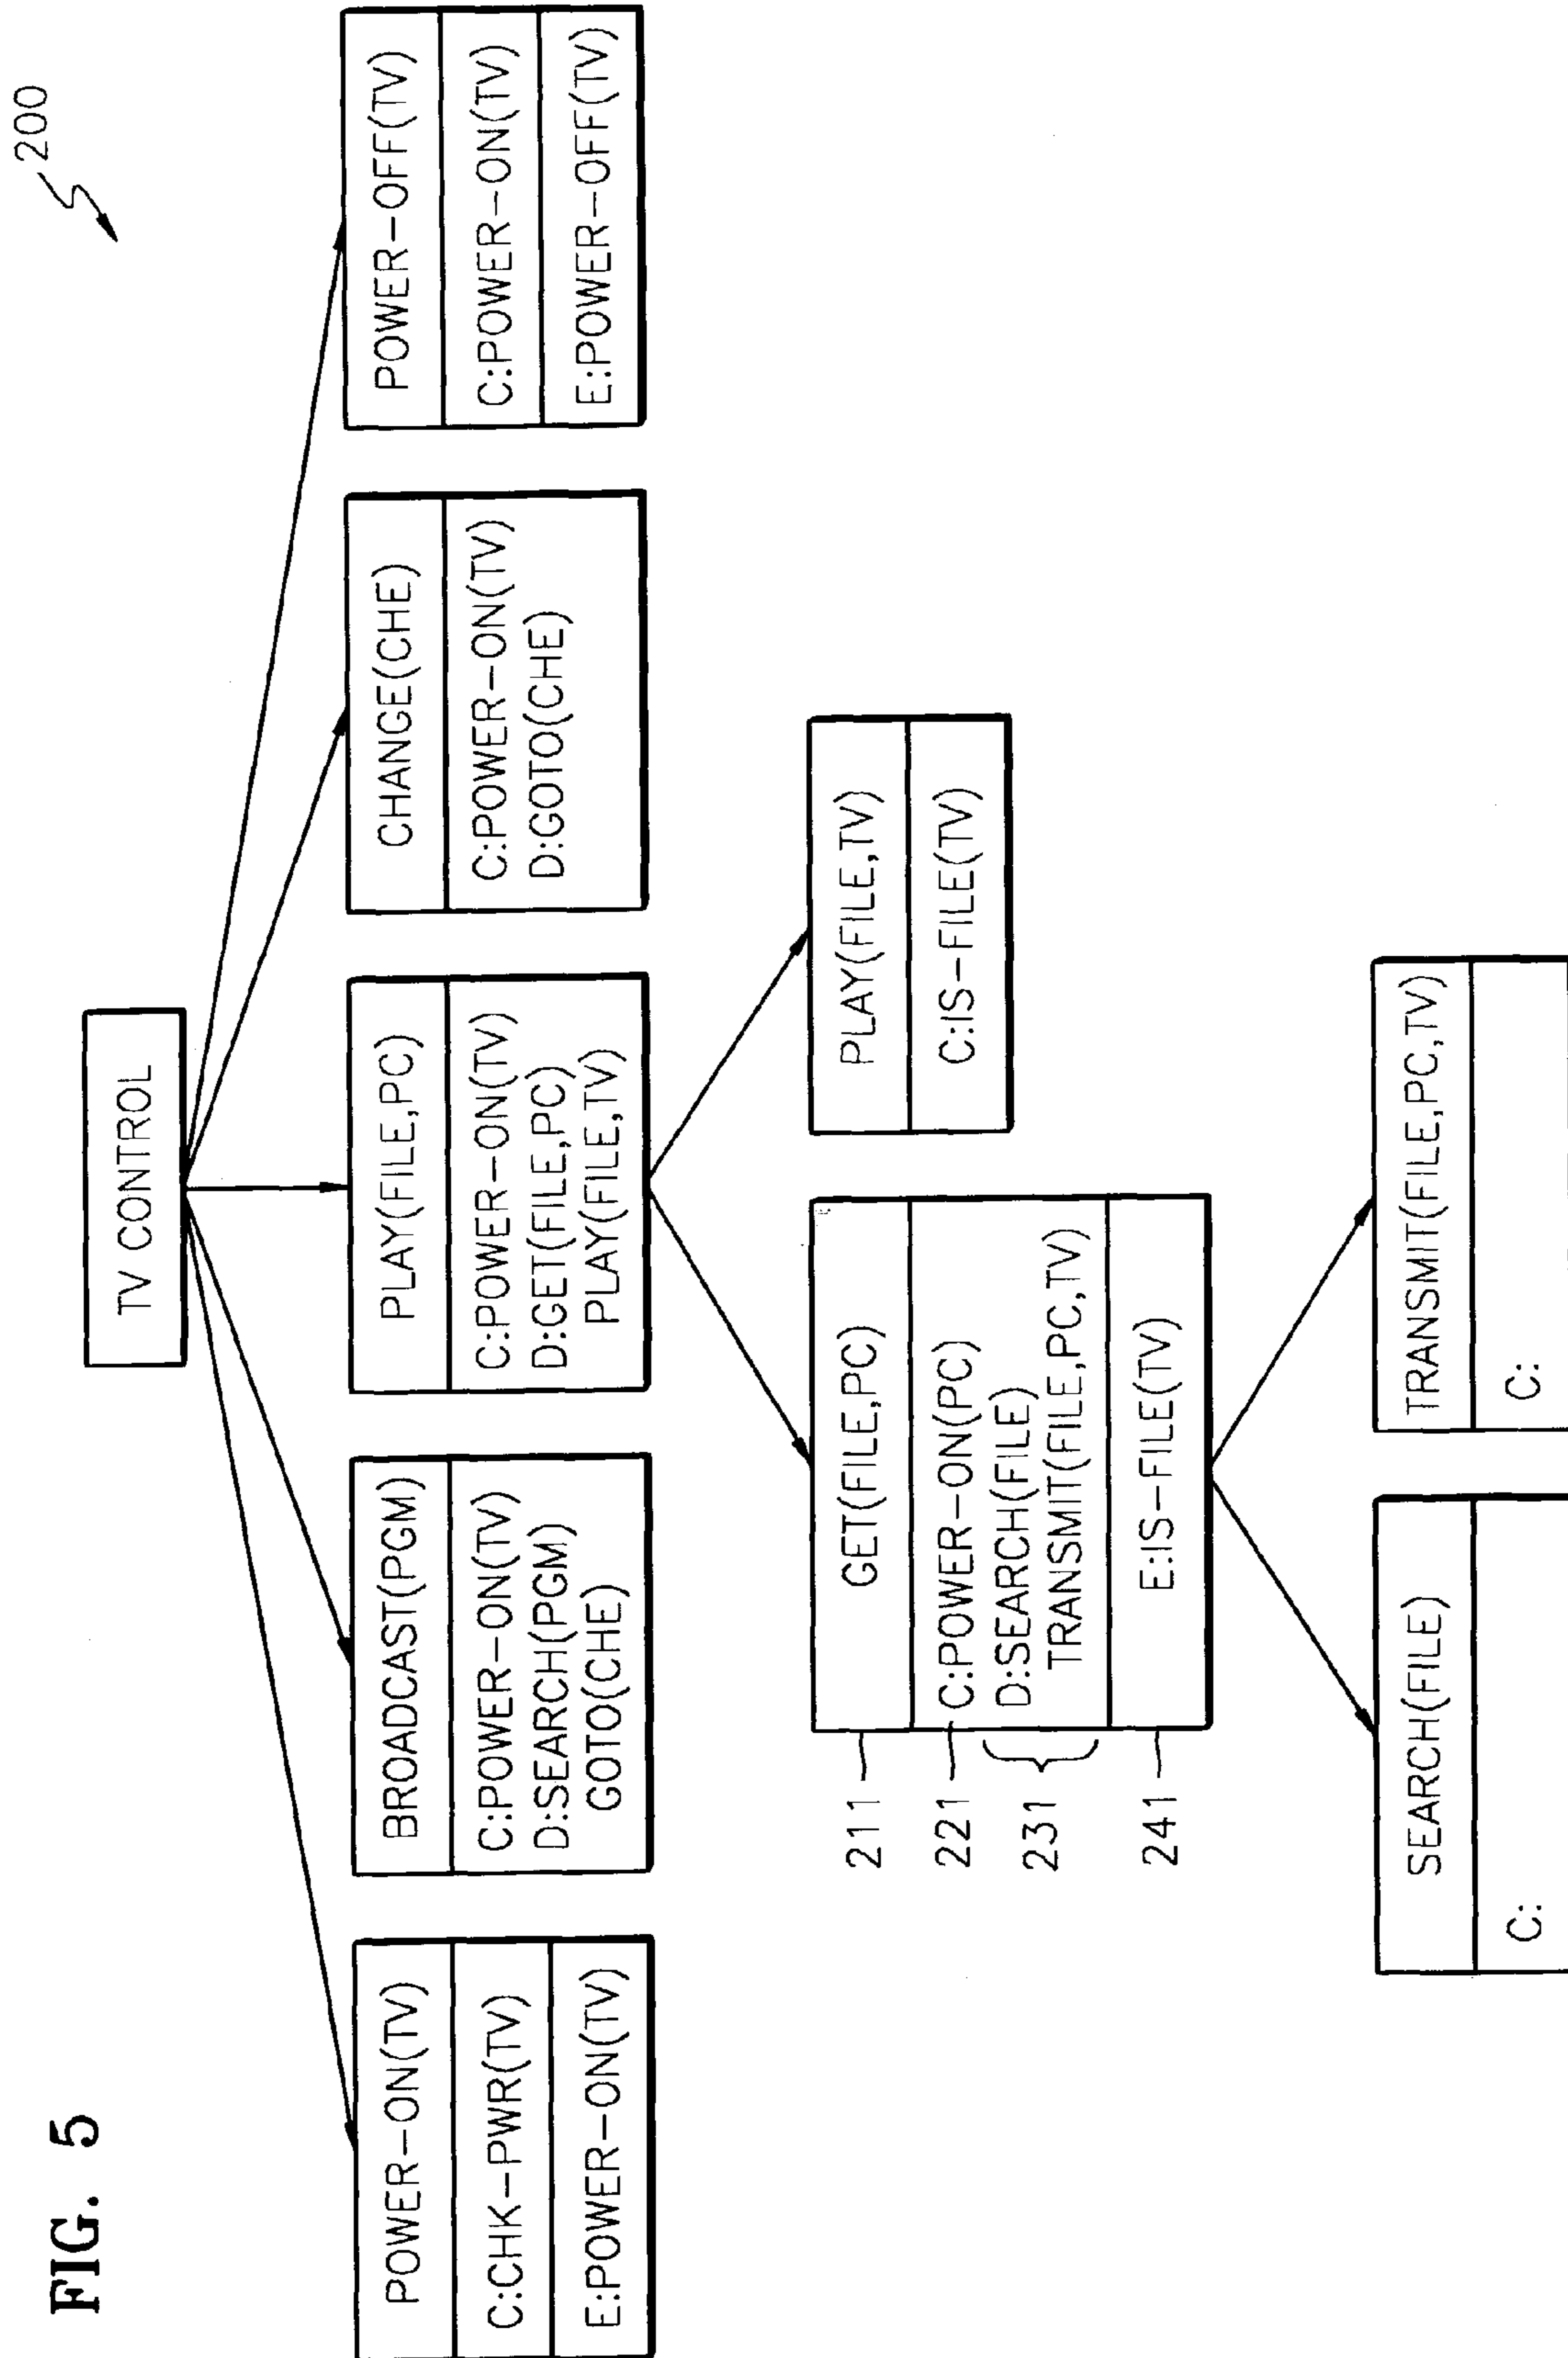 FIG. 5
200
TV CONTROL
POWER-ON(TV)
C:CHK-PWR(TV)
E:POWER-ON(TV)
BROADCAST(PGM)
C:POWER-ON(TV)
D:SEARCH(PGM)
GOTO(CHE)
PLAY(FILE,PC)
C:POWER-ON(TV)
D:GET(FILE,PC)
PLAY(FILE,TV)
CHANGE(CHE)
C:POWER-ON(TV)
D:GOTO(CHE)
POWER-OFF(TV)
C:POWER-ON(TV)
E:POWER-OFF(TV)
211
GET(FILE,PC)
221
C:POWER-ON(PC)
231
D:SEARCH(FILE)
TRANSMIT(FILE,PC,TV)
241
E:IS-FILE(TV)
PLAY(FILE,TV)
C:IS-FILE(TV)
SEARCH(FILE)
C:
TRANSMIT(FILE,PC,TV)
C: